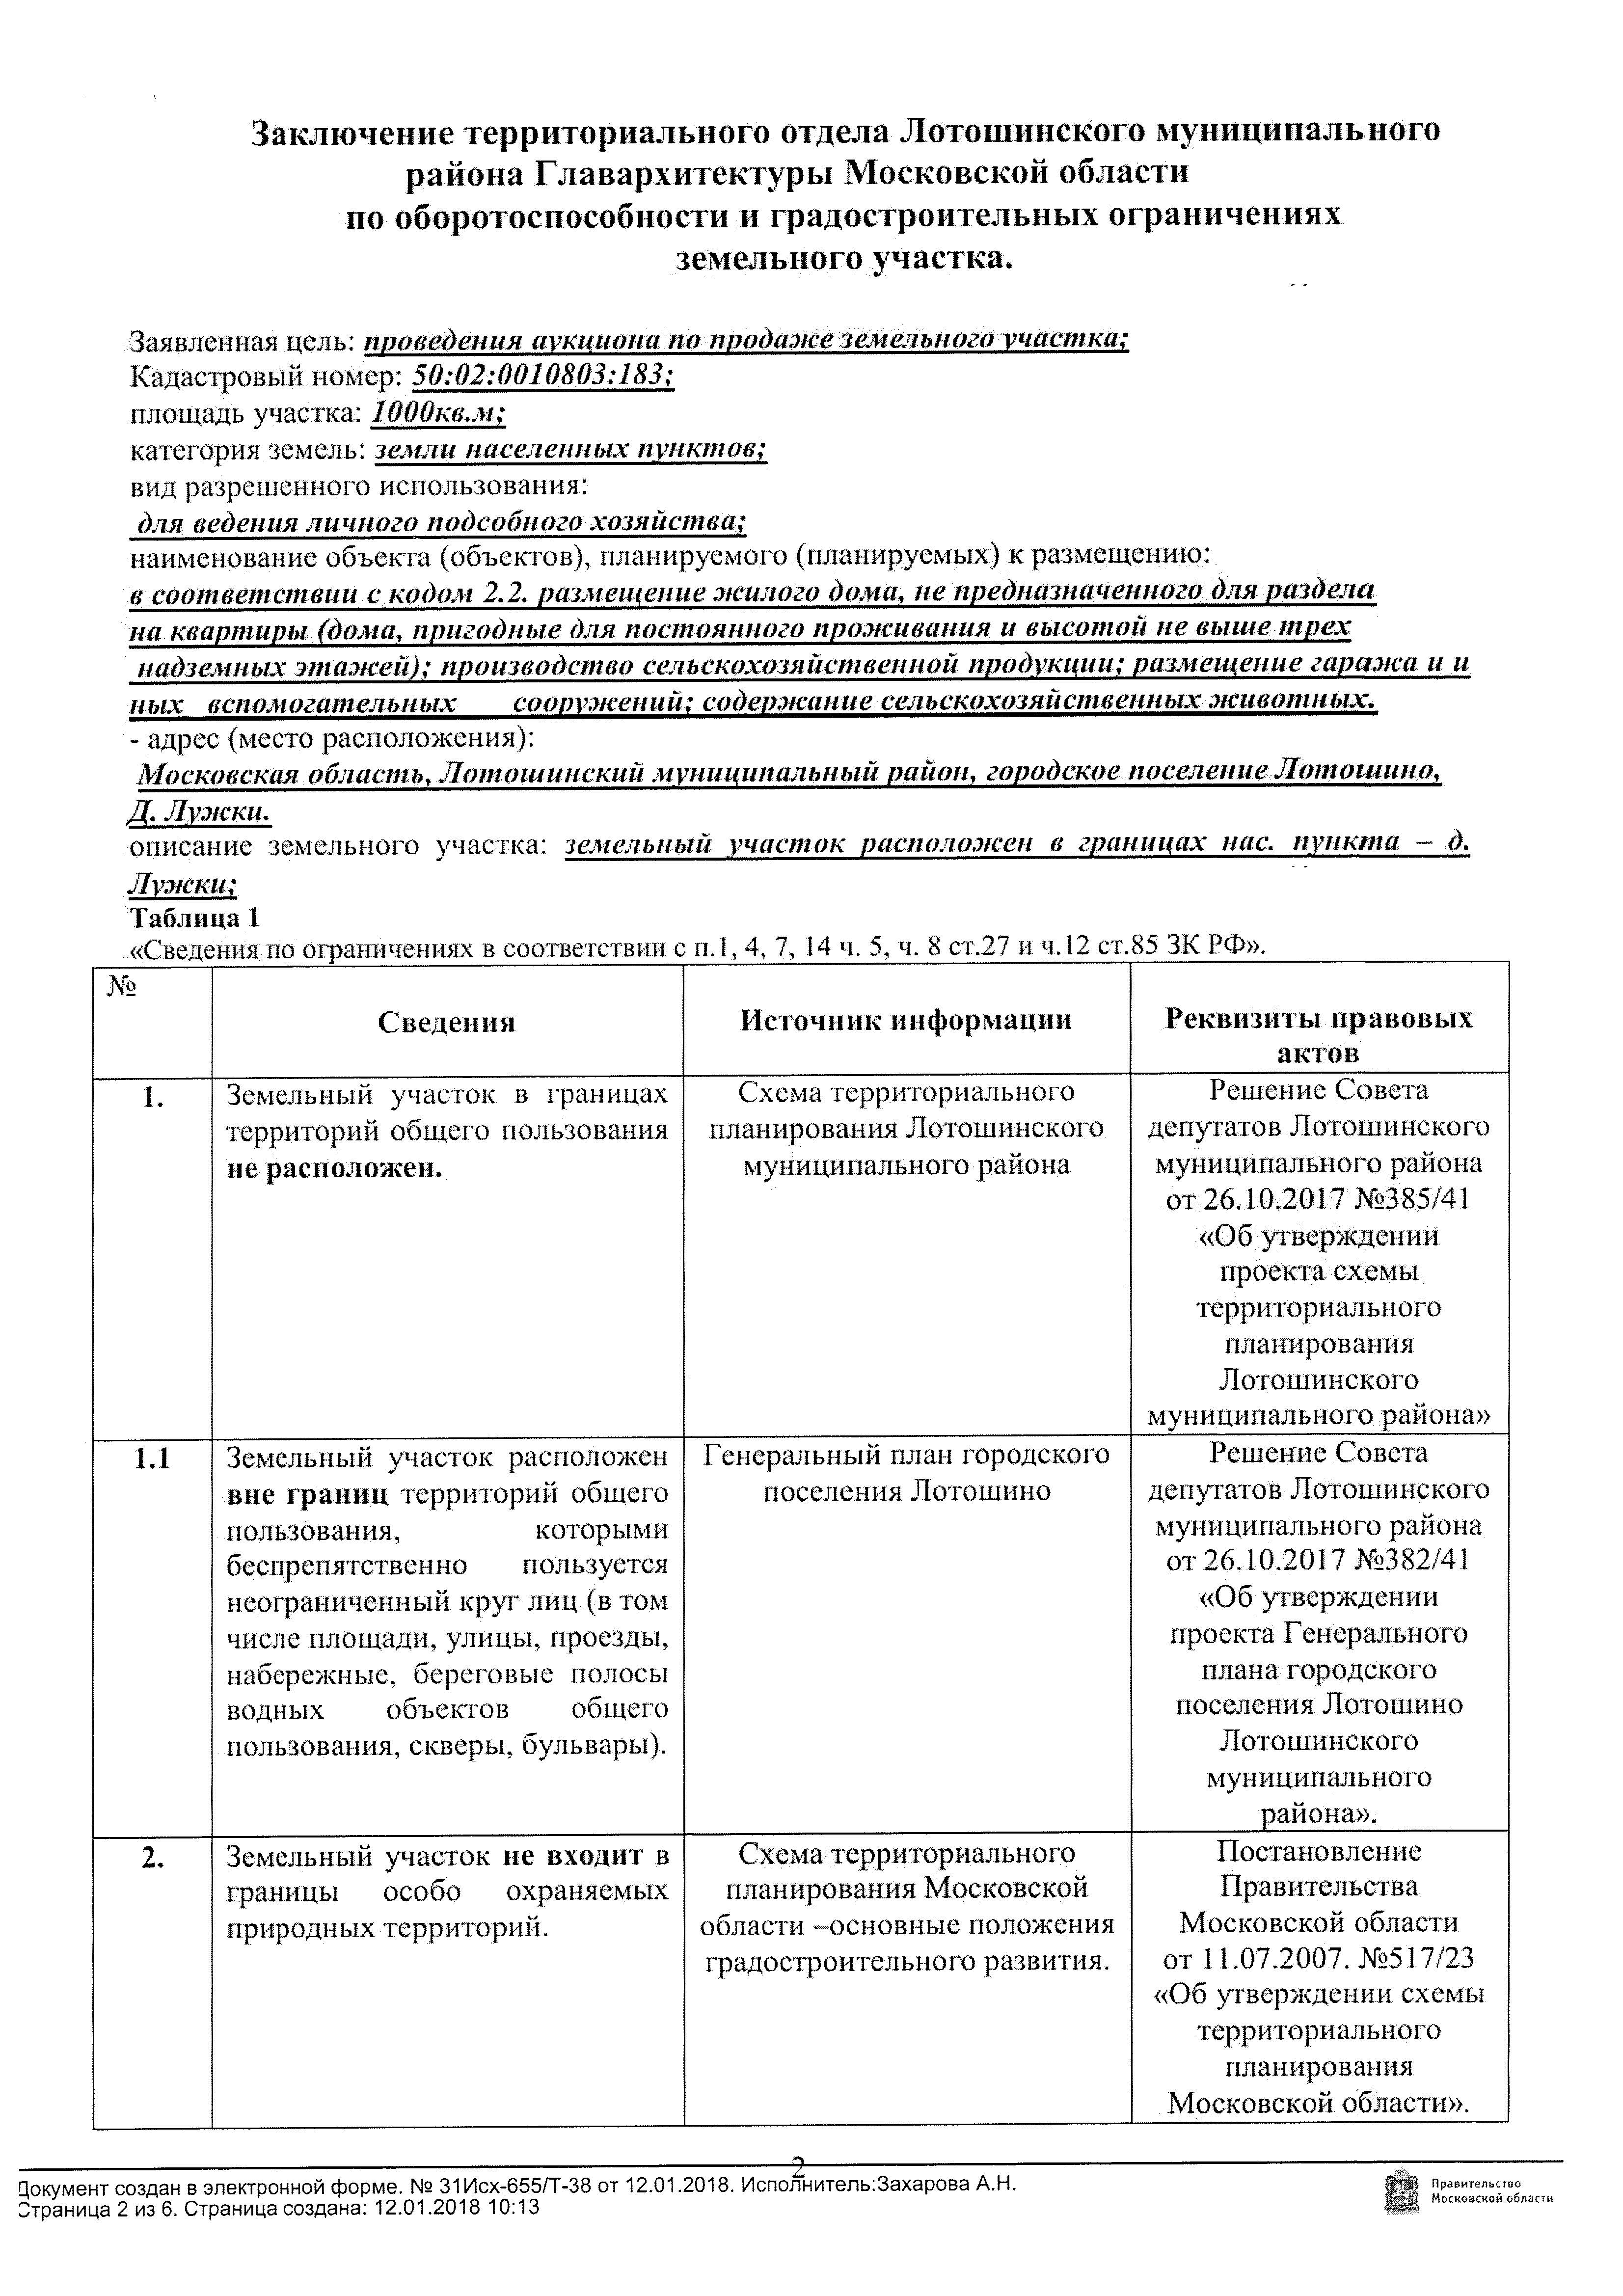 Заключение территориального отдела Лотошинского муниципального
района Главархитектуры Московской области
по оборотоспособности и градостроительных ограничениях
земельного участка.
Заявленная цель: проведения аукциона по продаже земельного участка;
Кадастровый номер: 50:02:0010803:183;
площадь участка: 1000кв.м;
категория земель: земли населенных пунктов;
вид разрешенного использования:
для ведения личного подсобного хозяйства;
наименование объекта (объектов), планируемого (планируемых) к размещению:
в соответствии с кодом 2.2. размещение жилого дома, не предназначенного для раздела
на квартиры (дома, пригодные для постоянного проживания и высотой не выше трех
надземных этажей); производство сельскохозяйственной продукции; размещение гаража и и
ных вспомогательных сооружений; содержание сельскохозяйственных животных.
- адрес (место расположения):
Московская область, Лотошинский муниципальный район, городское поселение Лотошино,
Д. Лужки.
описание земельного участка: земельный участок расположен в границах нас. пункта – д.
Лужки;
Таблица 1
«Сведения по ограничениях в соответствии с п.1, 4, 7, 14 ч. 5, ч. 8 ст.27 и ч.12 ст.85 ЗК РФ».
№
Сведения
Источник информации
Реквизиты правовых
актов
1.
Земельный участок в границах
территорий общего пользования
не расположен.
Схема территориального
планирования Лотошинского
муниципального района
Решение Совета
депутатов Лотошинского
муниципального района
от 26.10.2017 №385/41
«Об утверждении
проекта схемы
территориального
планирования
Лотошинского
муниципального района»
1.1
Земельный участок расположен
вне границ территорий общего
пользования, которыми
беспрепятственно пользуется
неограниченный круг лиц (в том
числе площади, улицы, проезды,
набережные, береговые полосы
водных объектов общего
пользования, скверы, бульвары).
Генеральный план городского
поселения Лотошино
Решение Совета
депутатов Лотошинского
муниципального района
от 26.10.2017 №382/41
«Об утверждении
проекта Генерального
плана городского
поселения Лотошино
Лотошинского
муниципального
района».
2.
Земельный участок не входит в
границы особо охраняемых
природных территорий.
Схема территориального
планирования Московской
области –основные положения
градостроительного развития.
Постановление
Правительства
Московской области
от 11.07.2007. №517/23
«Об утверждении схемы
территориального
планирования
Московской области».
2
Документ создан в электронной форме. № 31Исх-655/Т-38 от 12.01.2018. Исполнитель:Захарова А.Н.
Страница 2 из 6. Страница создана: 12.01.2018 10:13
Правительство
Московской области